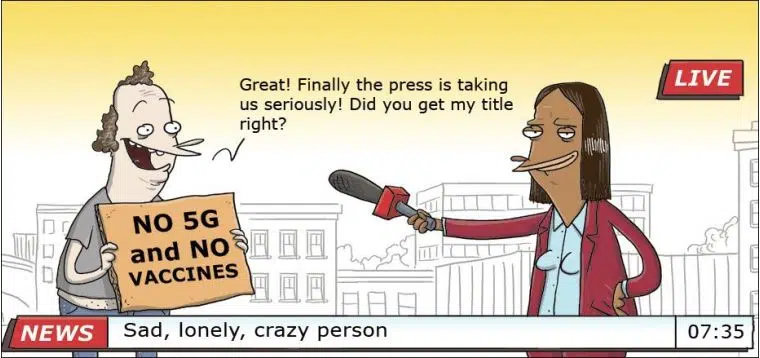 LIVE
Great! Finally the press is taking
us seriously! Did you get my title
right?
NO 5G
and NO
VACCINES
NEWS
Sad, lonely, crazy person
07:35